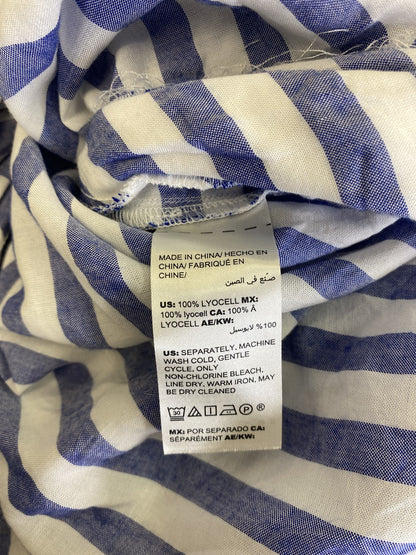 MADE IN CHINA/ HECHO EN
CHINA/ FABRIQUÉ EN
CHINE/
صنع في الصين
US: 100% LYOCELL MX:
100% lyocell CA: 100% Â
LYOCELL AE/KW:
100% لايوسيل
US: SEPARATELY. MACHINE
WASH COLD, GENTLE
CYCLE, ONLY
NON-CHLORINE BLEACH,
LINE DRY, WARM IRON, MAY
BE DRY CLEANED
30 P
MX: POR SEPARADO CA:
SÉPARÉMENT AE/KW: